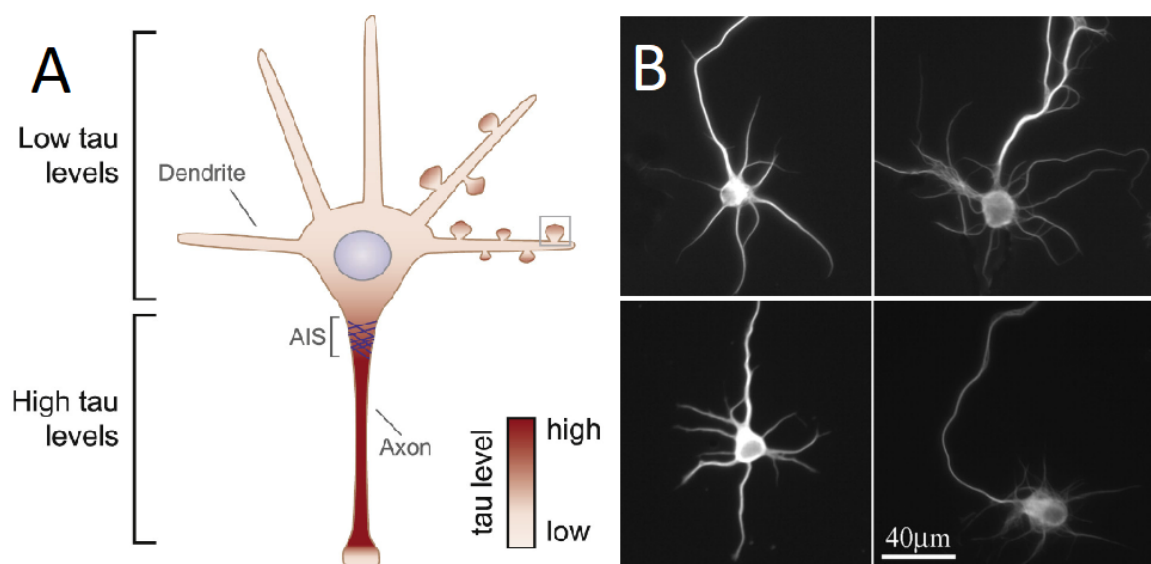 A
Low tau
levels
Dendrite
AIS
High tau
levels
Axon
tau level
high
low
B
40μm